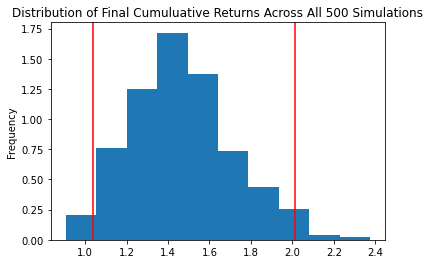 Distribution of Final Cumuluative Returns Across All 500 Simulations
1.75
1.50
1.25
1.00
0.75
0.50
0.25
0.00
Frequency
1.0 1.2 1.4 1.6 1.8 2.0 2.2 2.4